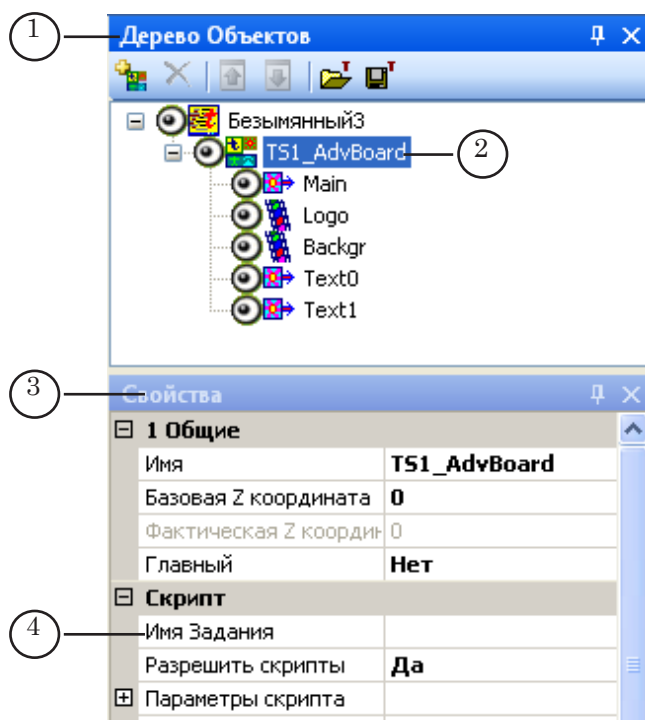 1
Дерево Объектов
Безымянный3
TS1_AdvBoard
2
Main
Logo
Backgr
Text0
Text1
3
Свойства
1 Общие
Имя TS1_AdvBoard
Базовая Z координата 0
Фактическая Z координ 0
Главный Нет
Скрипт
4
Имя Задания
Разрешить скрипты Да
Параметры скрипта